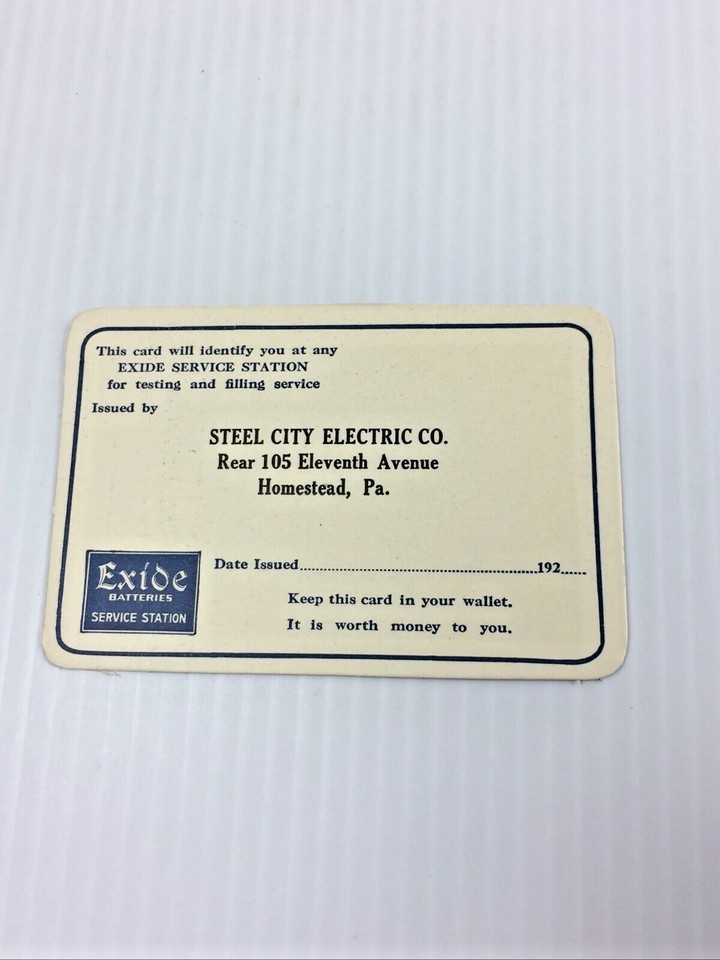 This card will identify you at any
EXIDE SERVICE STATION
for testing and filling service
Issued by
STEEL CITY ELECTRIC CO.
Rear 105 Eleventh Avenue
Homestead, Pa.
Date Issued..................................................192......
Keep this card in your wallet.
It is worth money to you.
Exide
BATTERIES
SERVICE STATION